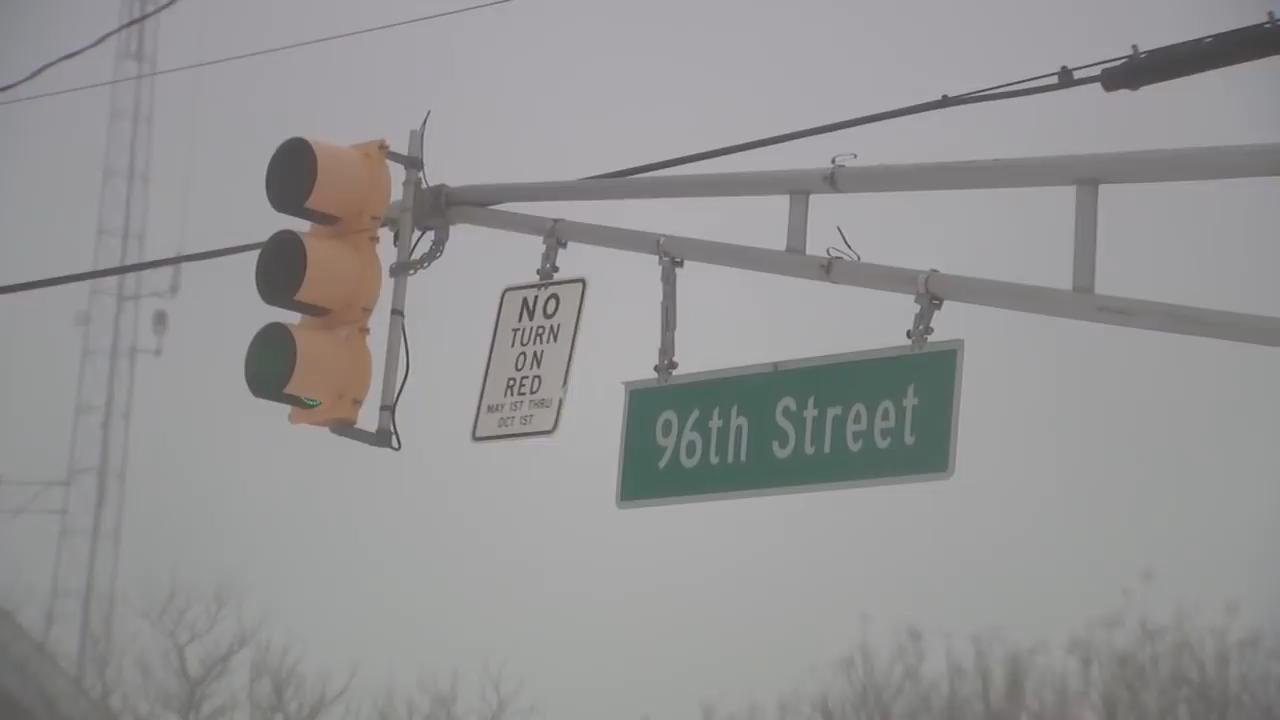 NO
TURN
ON
RED
MAY 1ST THRU
OCT 1ST
96th Street